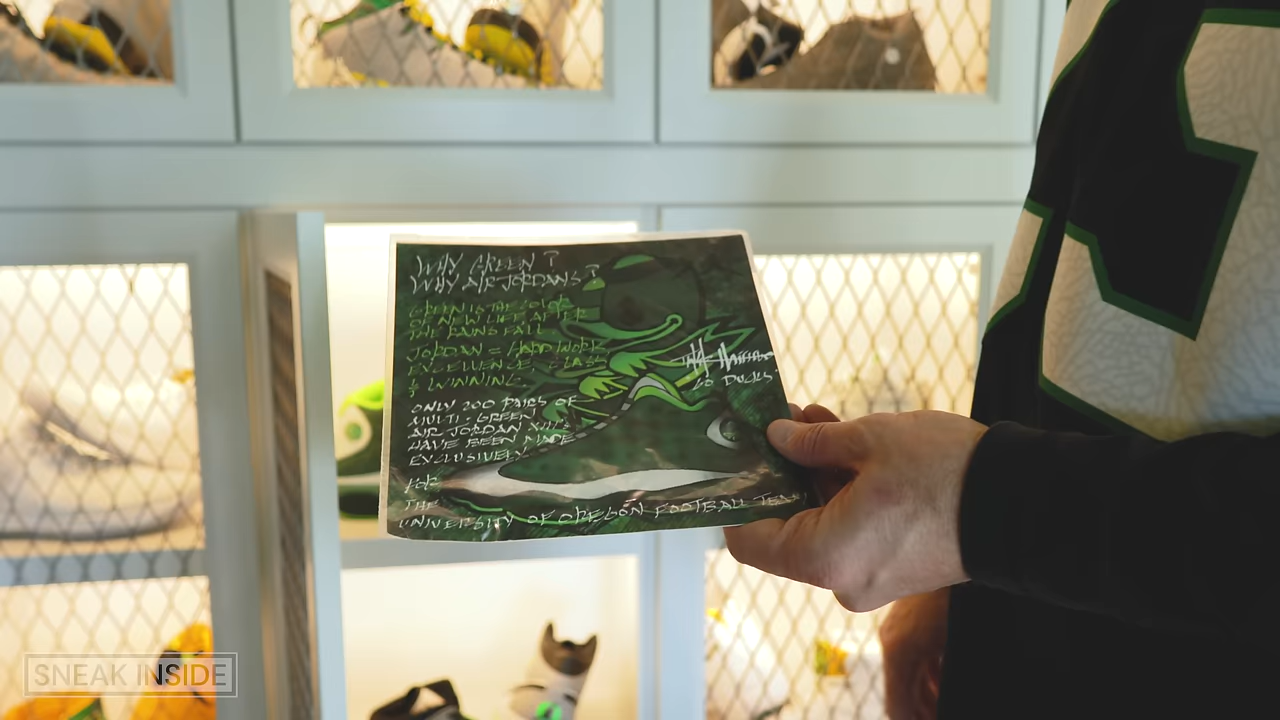 WHY GREEN?
WHY AIR JORDANS?
GREEN IS THE COLOR
OF NEW LIFE AFTER
THE RAINS FALL
JORDAN = HARD WORK
EXCELLENCE, CLASS
& WINNING.
ONLY 200 PAIRS OF
MULTI-GREEN
AIR JORDAN XIII'S
HAVE BEEN MADE
EXCLUSIVELY
FOR
THE
UNIVERSITY OF OREGON FOOTBALL TEAM
GO DUCKS
SNEAK INSIDE